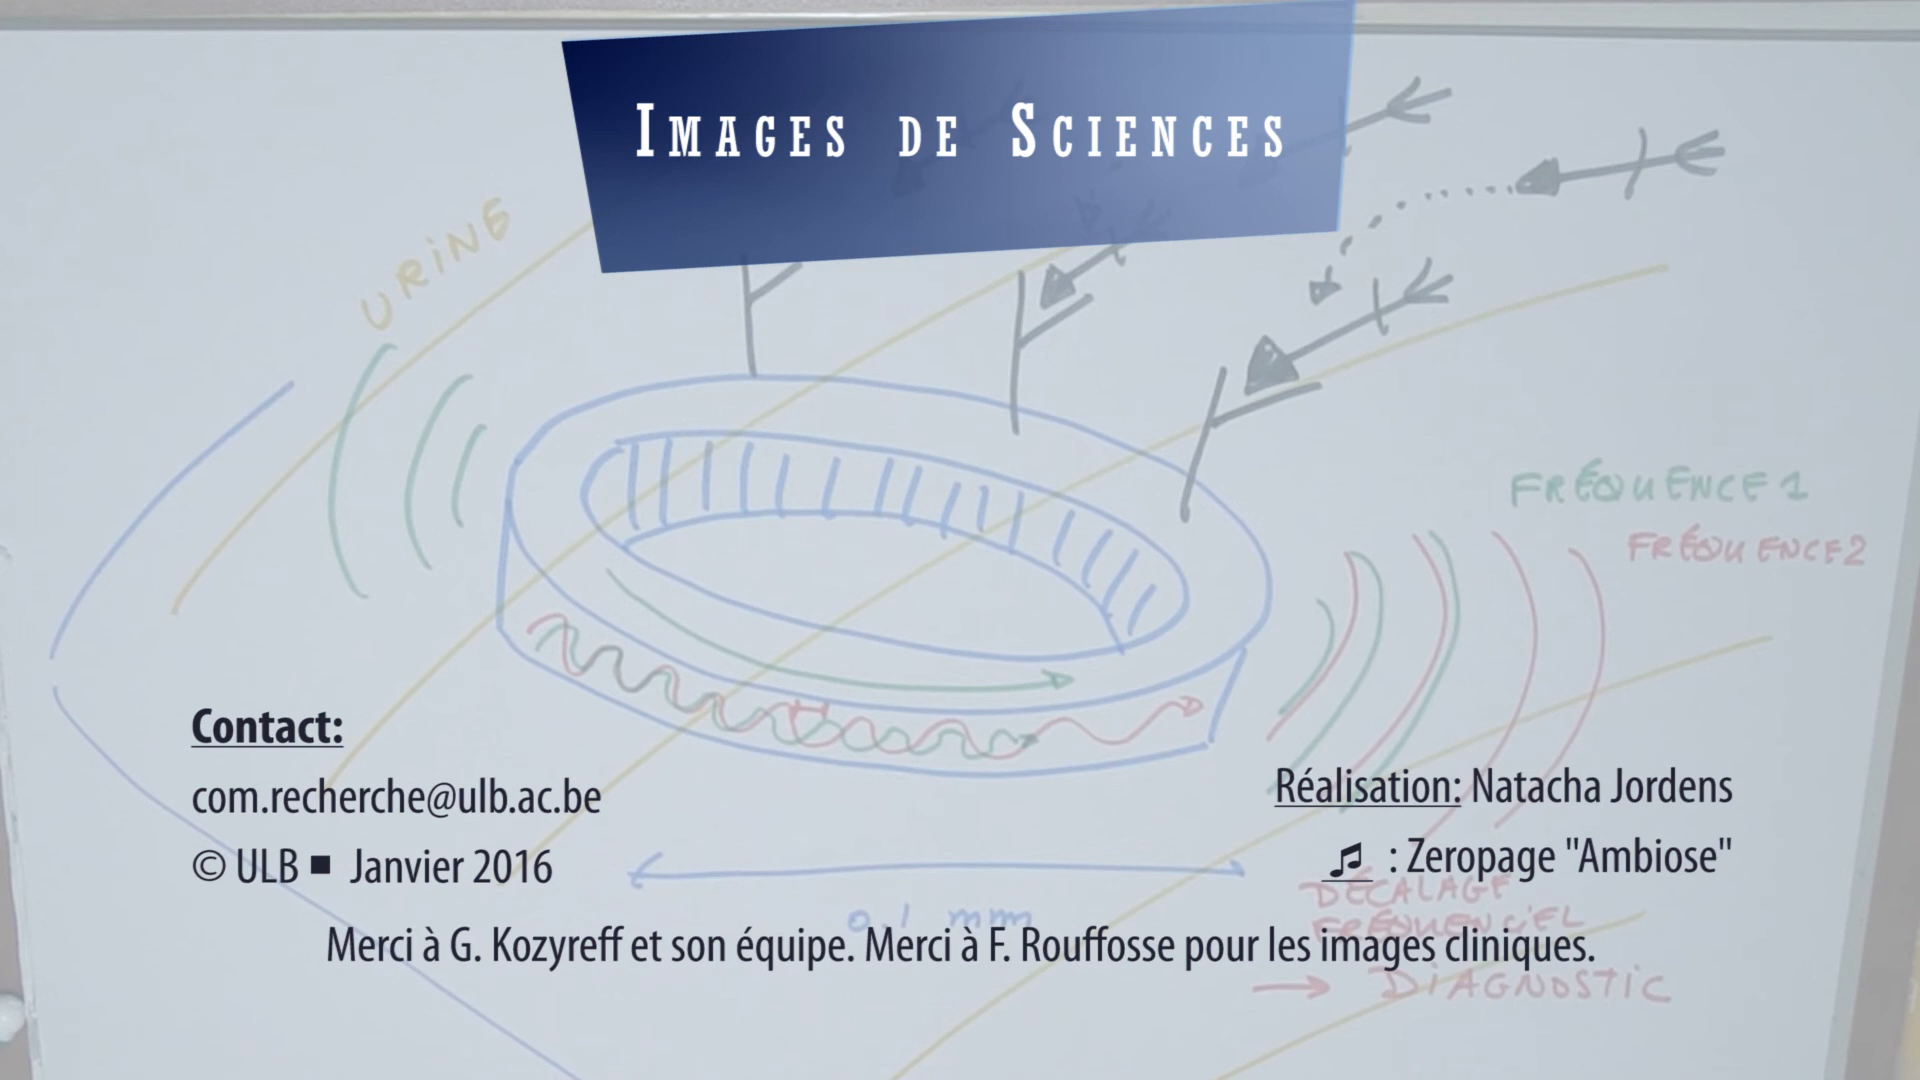 IMAGES DE SCIENCES
URINE
FRÉQUENCE 1
FRÉQUENCE 2
Contact:
com.recherche@ulb.ac.be
© ULB ▪ Janvier 2016
Réalisation: Natacha Jordens
♫ : Zeropage "Ambiose"
0,1 mm
DÉCALAGE
FRÉQUENCIEL
Merci à G. Kozyreff et son équipe. Merci à F. Rouffosse pour les images cliniques.
→ DIAGNOSTIC